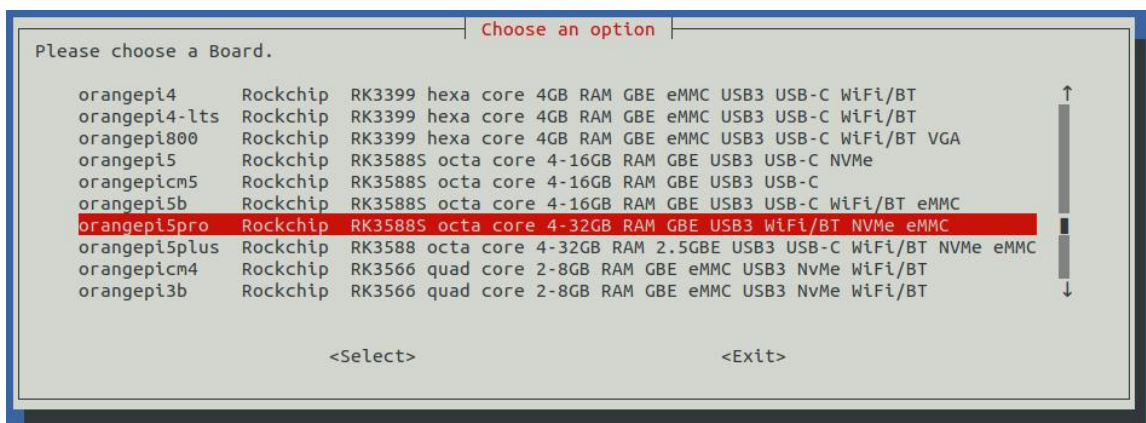 Choose an option
Please choose a Board.
orangepi4 Rockchip RK3399 hexa core 4GB RAM GBE eMMC USB3 USB-C WiFi/BT
orangepi4-lts Rockchip RK3399 hexa core 4GB RAM GBE eMMC USB3 USB-C WiFi/BT
orangepi800 Rockchip RK3399 hexa core 4GB RAM GBE eMMC USB3 USB-C WiFi/BT VGA
orangepi5 Rockchip RK3588S octa core 4-16GB RAM GBE USB3 USB-C NVMe
orangepicm5 Rockchip RK3588S octa core 4-16GB RAM GBE USB3 USB-C
orangepi5b Rockchip RK3588S octa core 4-16GB RAM GBE USB3 USB-C WiFi/BT eMMC
orangepi5pro Rockchip RK3588S octa core 4-32GB RAM GBE USB3 WiFi/BT NVMe eMMC
orangepi5plus Rockchip RK3588 octa core 4-32GB RAM 2.5GBE USB3 USB-C WiFi/BT NVMe eMMC
orangepicm4 Rockchip RK3566 quad core 2-8GB RAM GBE eMMC USB3 NvMe WiFi/BT
orangepi3b Rockchip RK3566 quad core 2-8GB RAM GBE eMMC USB3 NvMe WiFi/BT
<Select> <Exit>